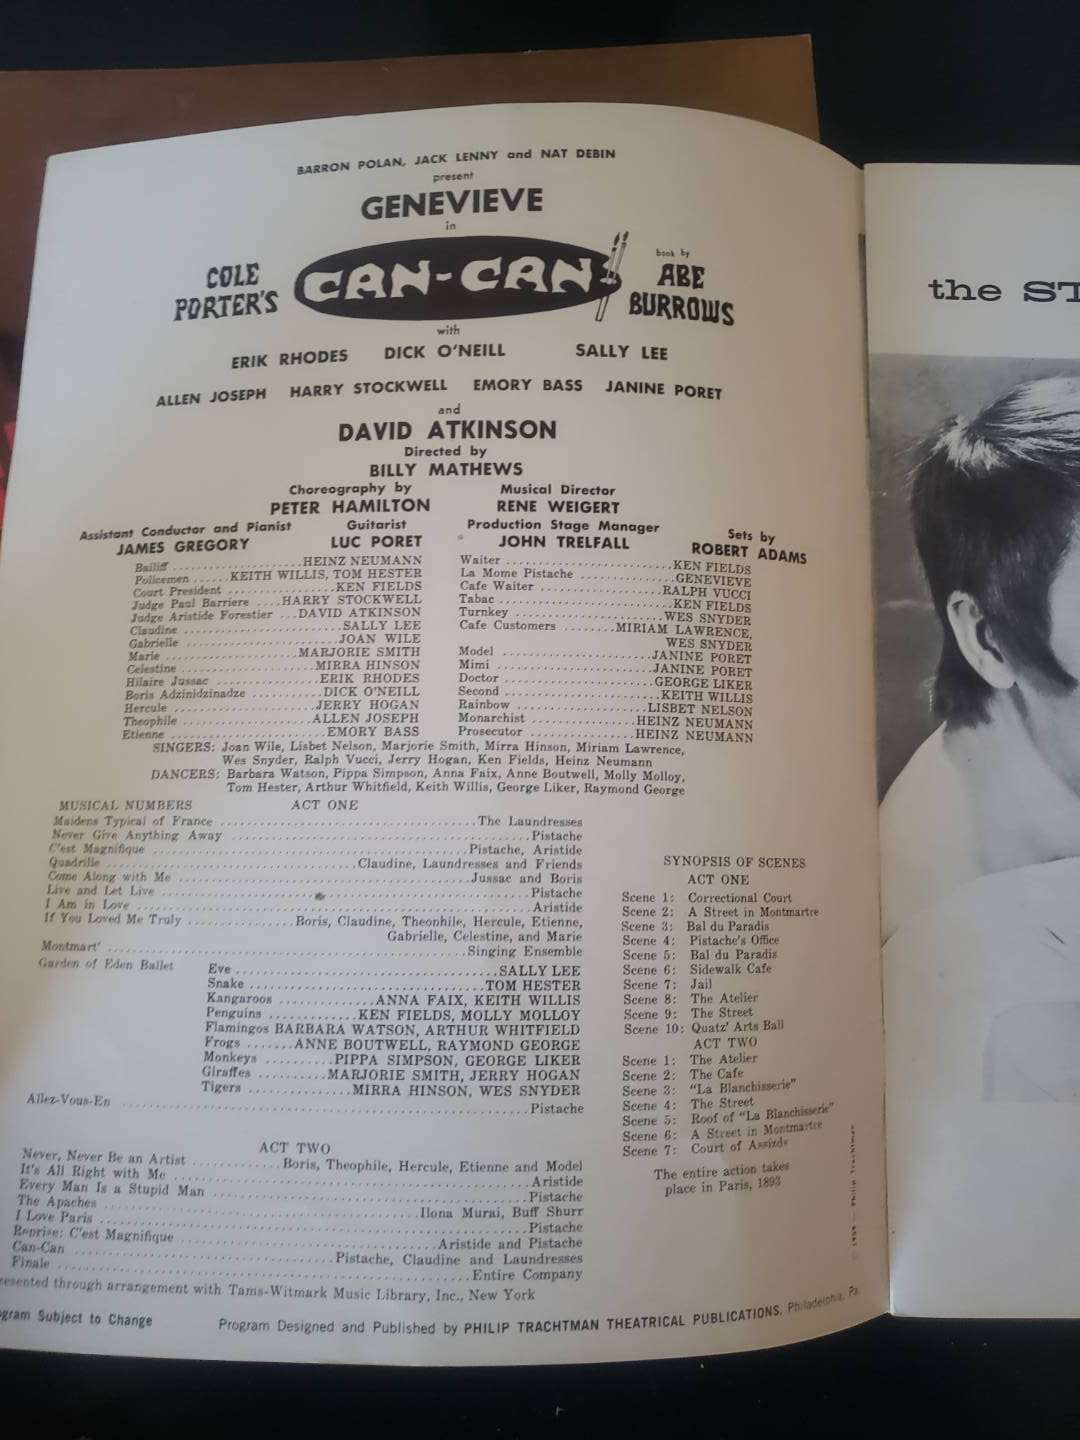 BARRON POLAN, JACK LENNY and NAT DEBIN
present
GENEVIEVE
in
COLE PORTER'S
CAN-CAN
book by
ABE BURROWS
with
ERIK RHODES DICK O'NEILL SALLY LEE
ALLEN JOSEPH HARRY STOCKWELL EMORY BASS JANINE PORET
and
DAVID ATKINSON
Directed by
BILLY MATHEWS
Choreography by
PETER HAMILTON
Musical Director
RENE WEIGERT
Assistant Conductor and Pianist
JAMES GREGORY
Guitarist
LUC PORET
Production Stage Manager
JOHN TRELFALL
Sets by
ROBERT ADAMS
Bailiff ........ HEINZ NEUMANN
Policemen ...... KEITH WILLIS, TOM HESTER
Court President ........ KEN FIELDS
Judge Paul Barriere .... HARRY STOCKWELL
Judge Aristide Forestier ... DAVID ATKINSON
Claudine ........ SALLY LEE
Gabrielle ........ JOAN WILE
Marie ........ MARJORIE SMITH
Celestine ........ MIRRA HINSON
Hilaire Jussac ........ ERIK RHODES
Boris Adzinidzinadze ........ DICK O'NEILL
Hercule ........ JERRY HOGAN
Theophile ........ ALLEN JOSEPH
Etienne ........ EMORY BASS
Waiter ........ KEN FIELDS
La Mome Pistache ........ GENEVIEVE
Cafe Waiter ........ RALPH VUCCI
Tabac ........ KEN FIELDS
Turnkey ........ WES SNYDER
Cafe Customers ........ MIRIAM LAWRENCE,
WES SNYDER
Model ........ JANINE PORET
Mimi ........ JANINE PORET
Doctor ........ GEORGE LIKER
Second ........ KEITH WILLIS
Rainbow ........ LISBET NELSON
Monarchist ........ HEINZ NEUMANN
Prosecutor ........ HEINZ NEUMANN
SINGERS: Joan Wile, Lisbet Nelson, Marjorie Smith, Mirra Hinson, Miriam Lawrence,
Wes Snyder, Ralph Vucci, Jerry Hogan, Ken Fields, Heinz Neumann
DANCERS: Barbara Watson, Pippa Simpson, Anna Faix, Anne Boutwell, Molly Molloy,
Tom Hester, Arthur Whitfield, Keith Willis, George Liker, Raymond George
MUSICAL NUMBERS ACT ONE
Maidens Typical of France ........ The Laundresses
Never Give Anything Away ........ Pistache
C'est Magnifique ........ Pistache, Aristide
Quadrille ........ Claudine, Laundresses and Friends
Come Along with Me ........ Jussac and Boris
Live and Let Live ........ Pistache
I Am in Love ........ Aristide
If You Loved Me Truly ........ Boris, Claudine, Theophile, Hercule, Etienne,
Gabrielle, Celestine, and Marie
Montmart' ........ Singing Ensemble
Garden of Eden Ballet
Eve ........ SALLY LEE
Snake ........ TOM HESTER
Kangaroos ........ ANNA FAIX, KEITH WILLIS
Penguins ........ KEN FIELDS, MOLLY MOLLOY
Flamingos BARBARA WATSON, ARTHUR WHITFIELD
Frogs ....... ANNE BOUTWELL, RAYMOND GEORGE
Monkeys ........ PIPPA SIMPSON, GEORGE LIKER
Giraffes ........ MARJORIE SMITH, JERRY HOGAN
Tigers ........ MIRRA HINSON, WES SNYDER
Allez-Vous-En ........ Pistache
ACT TWO
Never, Never Be an Artist ........ Boris, Theophile, Hercule, Etienne and Model
It's All Right with Me ........ Aristide
Every Man Is a Stupid Man ........ Pistache
The Apaches ........ Ilona Murai, Buff Shurr
I Love Paris ........ Pistache
Reprise: C'est Magnifique ........ Aristide and Pistache
Can-Can ........ Pistache, Claudine and Laundresses
Finale ........ Entire Company
resented through arrangement with Tams-Witmark Music Library, Inc., New York
ogram Subject to Change
Program Designed and Published by PHILIP TRACHTMAN THEATRICAL PUBLICATIONS, Philadelphia, Pa.
SYNOPSIS OF SCENES
ACT ONE
Scene 1: Correctional Court
Scene 2: A Street in Montmartre
Scene 3: Bal du Paradis
Scene 4: Pistache's Office
Scene 5: Bal du Paradis
Scene 6: Sidewalk Cafe
Scene 7: Jail
Scene 8: The Atelier
Scene 9: The Street
Scene 10: Quatz' Arts Ball
ACT TWO
Scene 1: The Atelier
Scene 2: The Cafe
Scene 3: "La Blanchisserie"
Scene 4: The Street
Scene 5: Roof of "La Blanchisserie"
Scene 6: A Street in Montmartre
Scene 7: Court of Assizds
The entire action takes
place in Paris, 1893
Philip Trachtman
the ST